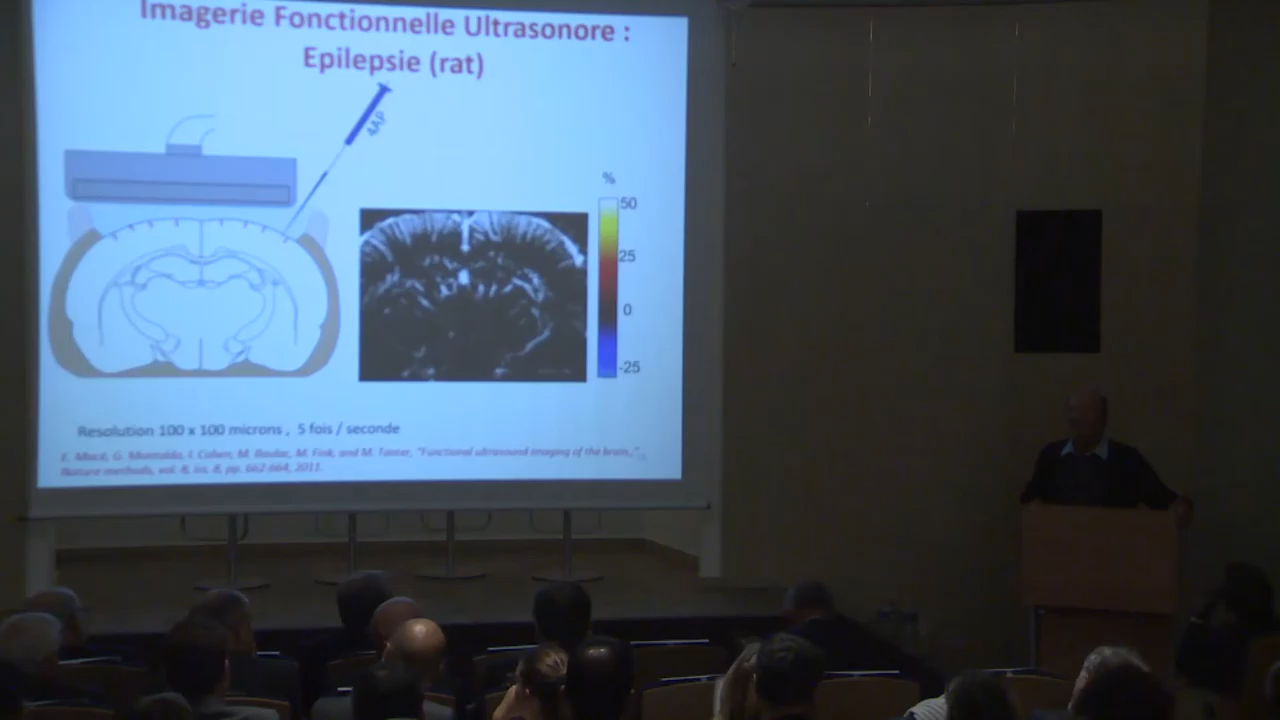 Imagerie Fonctionnelle Ultrasonore :
Epilepsie (rat)
4AP
%
50
25
0
-25
Resolution 100 x 100 microns , 5 fois / seconde
E. Macé, G. Montaldo, I. Cohen, M. Baulac, M. Fink, and M. Tanter, "Functional ultrasound imaging of the brain,"
Nature methods, vol. 8, iss. 8, pp. 662-664, 2011.